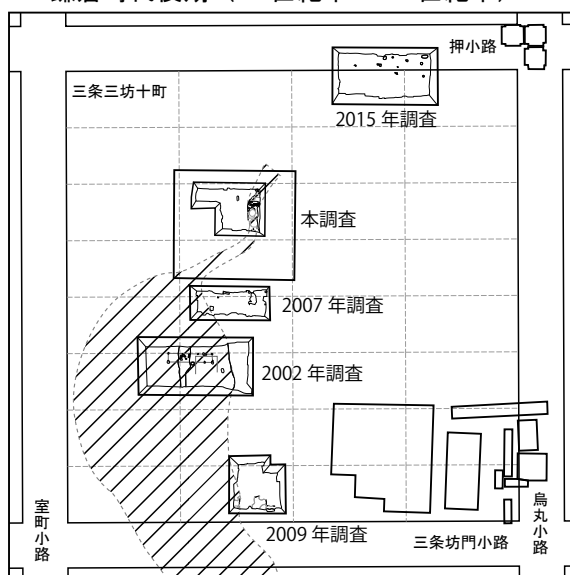 押小路
三条三坊十町
2015 年調査
本調査
2007 年調査
2002 年調査
室町小路
烏丸小路
2009 年調査
三条坊門小路